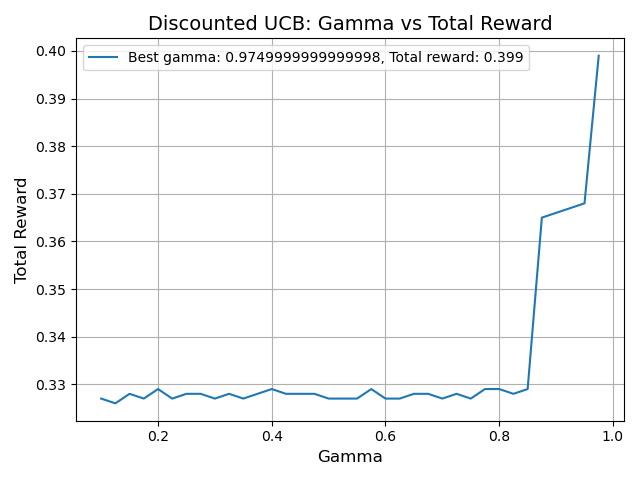 Discounted UCB: Gamma vs Total Reward
Best gamma: 0.9749999999999998, Total reward: 0.399
0.40
0.39
0.38
0.37
0.36
0.35
0.34
0.33
Total Reward
0.2 0.4 0.6 0.8 1.0
Gamma